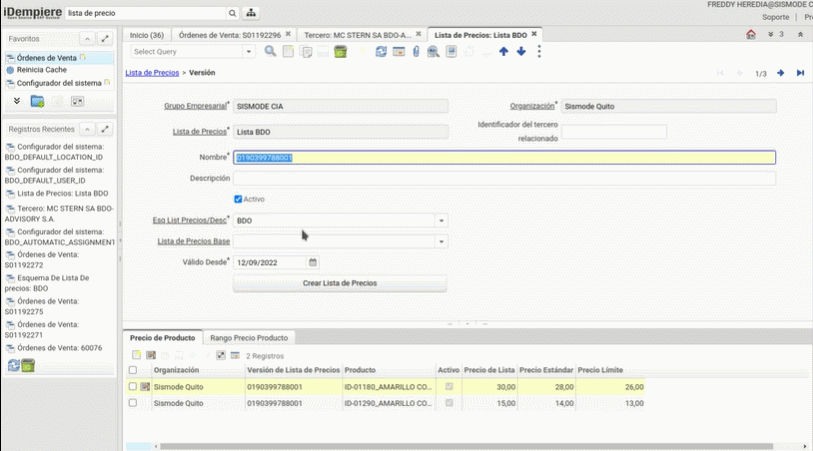 FREDDY HEREDIA@SISMODE C
iDempiere
lista de precio
Soporte | Pre
Favoritos
Órdenes de Venta
Reinicia Cache
Configurador del sistema
Registros Recientes
Configurador del sistema:
BDO_DEFAULT_LOCATION_ID
Configurador del sistema:
BDO_DEFAULT_USER_ID
Lista de Precios: Lista BDO
Tercero: MC STERN SA BDO-
ADVISORY S.A.
Configurador del sistema:
BDO_AUTOMATIC_ASSIGNMENT
Órdenes de Venta:
S01192272
Esquema De Lista De
precios: BDO
Órdenes de Venta:
S01192275
Órdenes de Venta:
S01192271
Órdenes de Venta: 60076
Inicio (36)
Órdenes de Venta: S01192296
Tercero: MC STERN SA BDO-A...
Lista de Precios: Lista BDO
3
Select Query
Lista de Precios > Versión
1/3
Grupo Empresarial* SISMODE CIA
Organización* Sismode Quito
Lista de Precios* Lista BDO
Identificador del tercero
relacionado
Nombre* 0190399788001
Descripción
Activo
Esq List Precios/Desc* BDO
Lista de Precios Base
Válido Desde* 12/09/2022
Crear Lista de Precios
Precio de Producto
Rango Precio Producto
2 Registros
Organización Versión de Lista de Precios Producto Activo Precio de Lista Precio Estándar Precio Límite
Sismode Quito 0190399788001 ID-01180_AMARILLO CO... 30,00 28,00 26,00
Sismode Quito 0190399788001 ID-01290_AMARILLO CO... 15,00 14,00 13,00